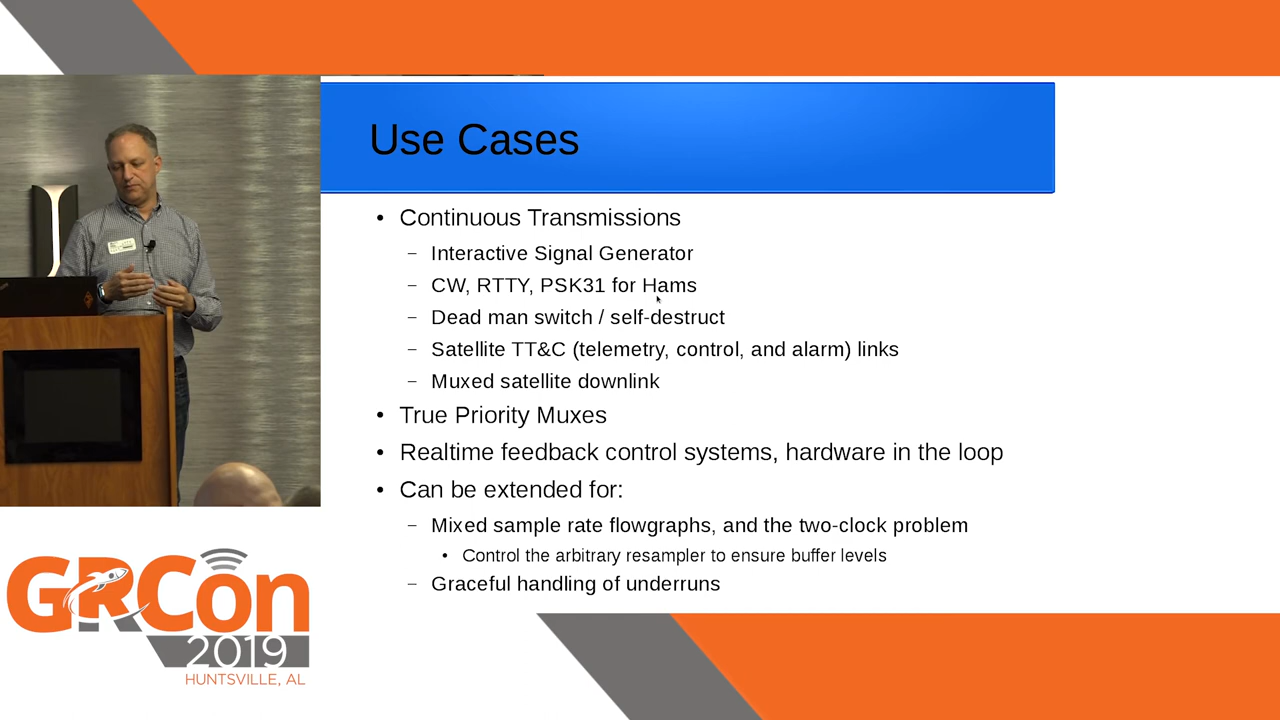 Use Cases
• Continuous Transmissions
– Interactive Signal Generator
– CW, RTTY, PSK31 for Hams
– Dead man switch / self-destruct
– Satellite TT&C (telemetry, control, and alarm) links
– Muxed satellite downlink
• True Priority Muxes
• Realtime feedback control systems, hardware in the loop
• Can be extended for:
– Mixed sample rate flowgraphs, and the two-clock problem
• Control the arbitrary resampler to ensure buffer levels
– Graceful handling of underruns
GRCon
2019
HUNTSVILLE, AL